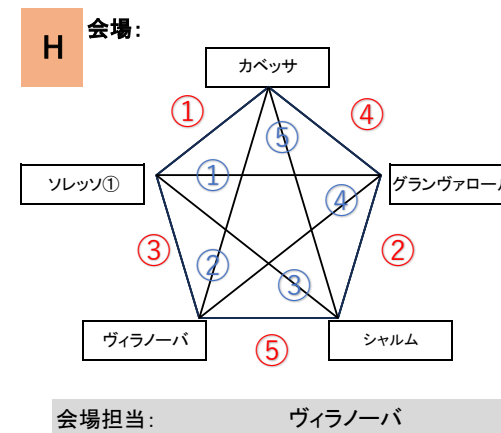 H
会場:
カベッサ
①
④
⑤
ソレッソ①
①
グランヴァロール
④
③
②
②
③
ヴィラノーバ
シャルム
⑤
会場担当: ヴィラノーバ